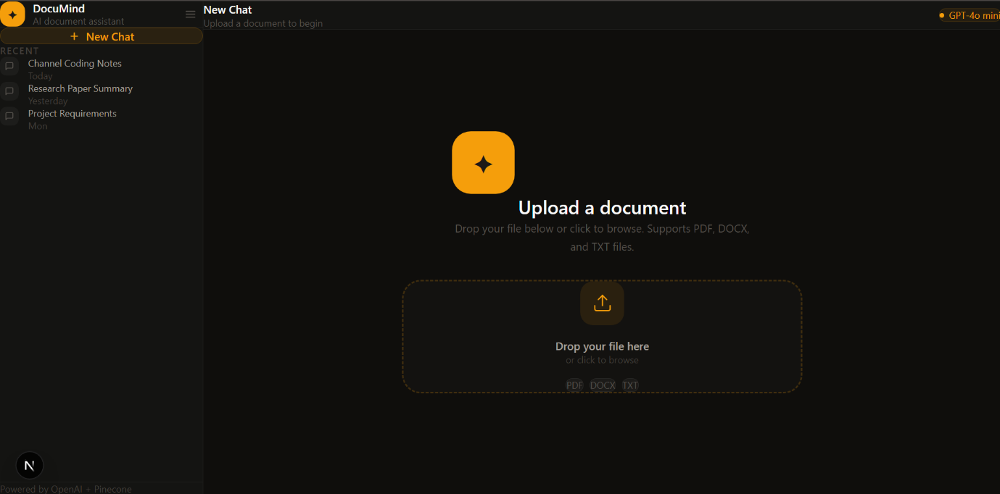 DocuMind
AI document assistant
+ New Chat
RECENT
Channel Coding Notes
Today
Research Paper Summary
Yesterday
Project Requirements
Mon
N
Powered by OpenAI + Pinecone
New Chat
Upload a document to begin
GPT-4o mini
Upload a document
Drop your file below or click to browse. Supports PDF, DOCX,
and TXT files.
Drop your file here
or click to browse
PDF DOCX TXT